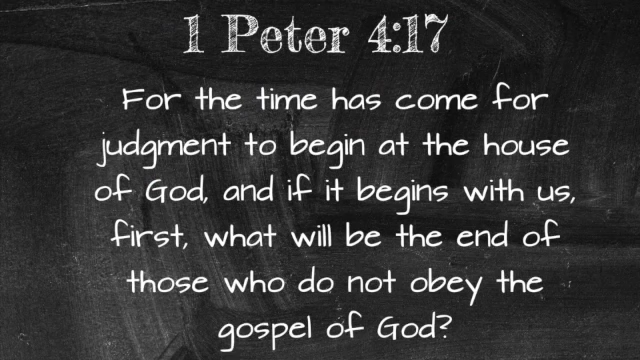 1 Peter 4:17
For the time has come for
judgment to begin at the house
of God, and if it begins with us,
first, what will be the end of
those who do not obey the
gospel of God?